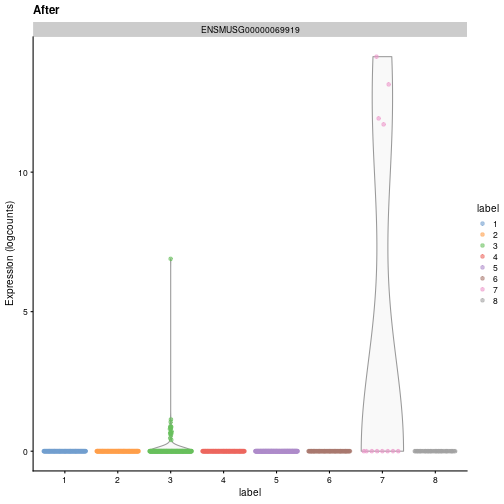 After
ENSMUSG00000069919
Expression (logcounts)
10
5
0
1 2 3 4 5 6 7 8
label
label
1
2
3
4
5
6
7
8